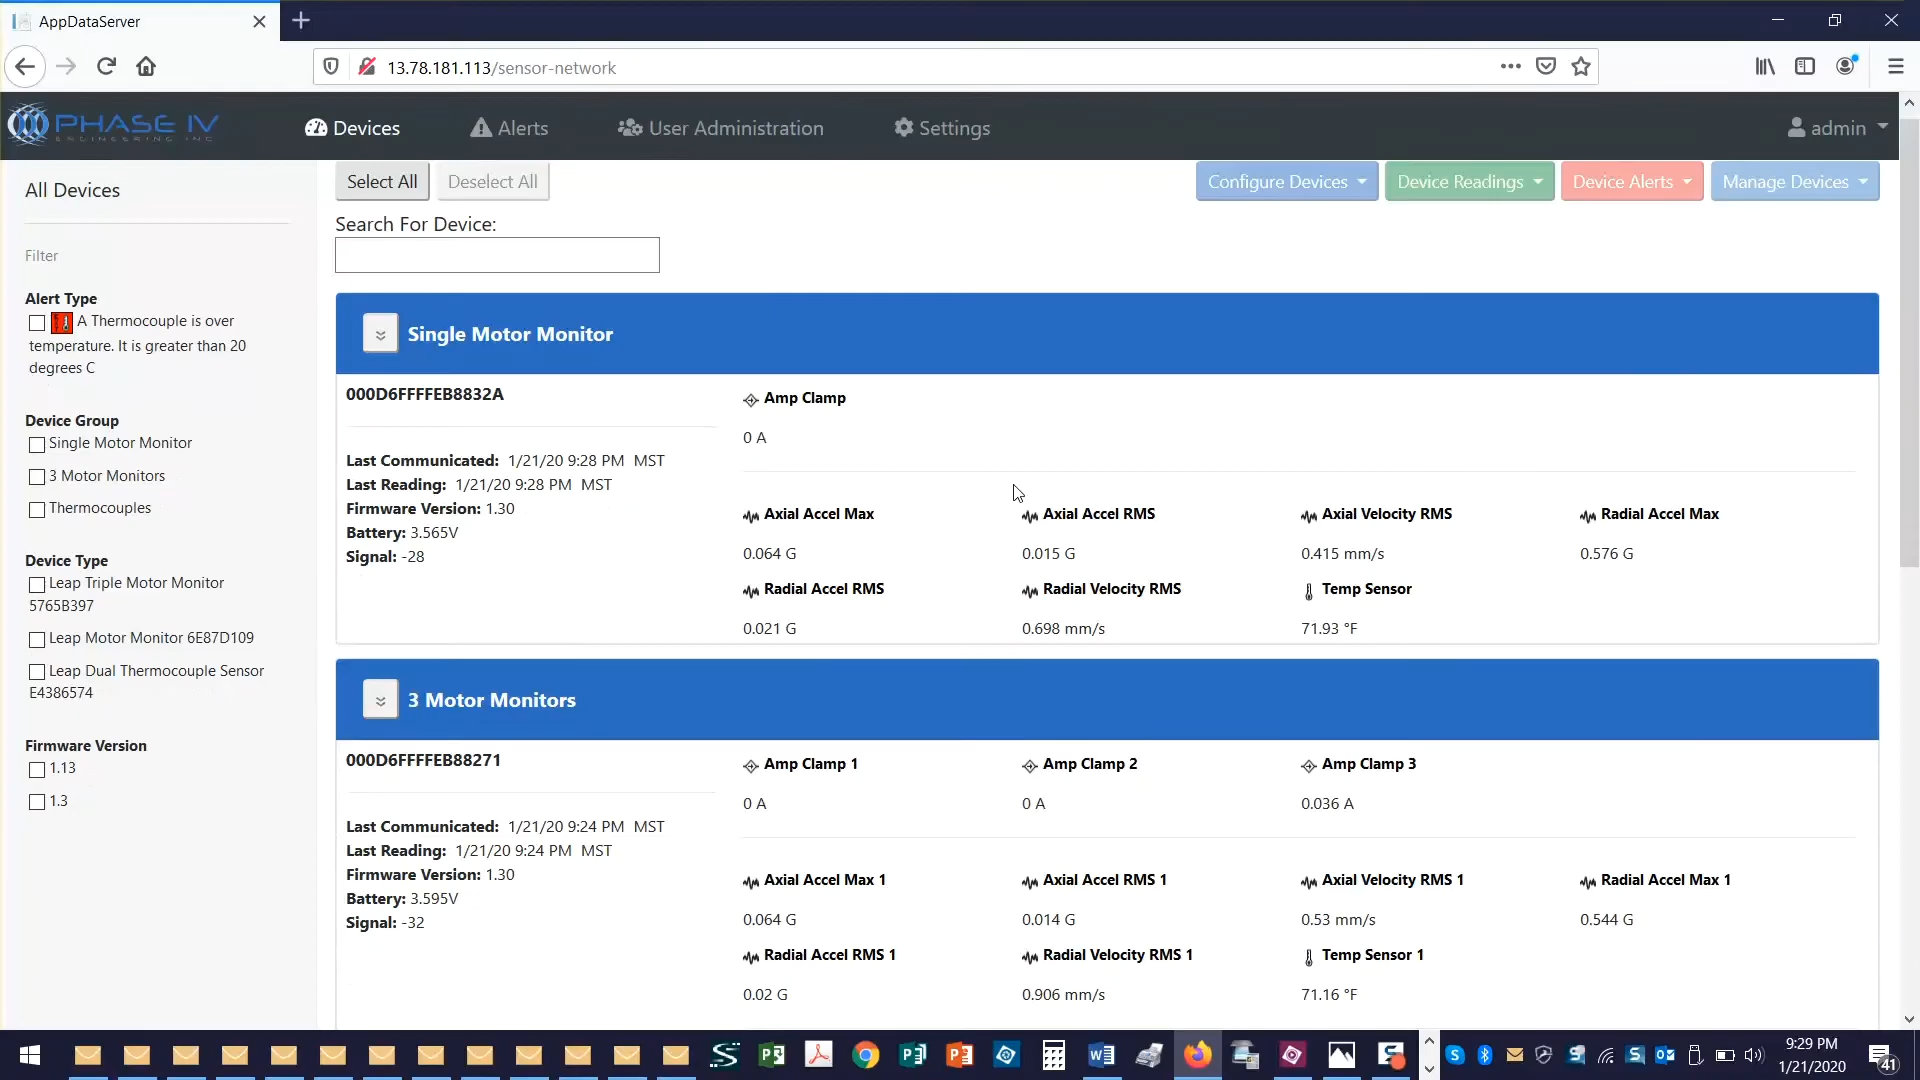 AppDataServer
13.78.181.113/sensor-network
PHASE IV
ENGINEERING INC
Devices
Alerts
User Administration
Settings
admin
All Devices
Select All
Deselect All
Configure Devices
Device Readings
Device Alerts
Manage Devices
Search For Device:
Filter
Alert Type
A Thermocouple is over
temperature. It is greater than 20
degrees C
Device Group
Single Motor Monitor
3 Motor Monitors
Thermocouples
Device Type
Leap Triple Motor Monitor
5765B397
Leap Motor Monitor 6E87D109
Leap Dual Thermocouple Sensor
E4386574
Firmware Version
1.13
1.3
Single Motor Monitor
000D6FFFFEB8832A
Last Communicated: 1/21/20 9:28 PM MST
Last Reading: 1/21/20 9:28 PM MST
Firmware Version: 1.30
Battery: 3.565V
Signal: -28
Amp Clamp
0 A
Axial Accel Max
0.064 G
Axial Accel RMS
0.015 G
Axial Velocity RMS
0.415 mm/s
Radial Accel Max
0.576 G
Radial Accel RMS
0.021 G
Radial Velocity RMS
0.698 mm/s
Temp Sensor
71.93 °F
3 Motor Monitors
000D6FFFFEB88271
Last Communicated: 1/21/20 9:24 PM MST
Last Reading: 1/21/20 9:24 PM MST
Firmware Version: 1.30
Battery: 3.595V
Signal: -32
Amp Clamp 1
0 A
Amp Clamp 2
0 A
Amp Clamp 3
0.036 A
Axial Accel Max 1
0.064 G
Axial Accel RMS 1
0.014 G
Axial Velocity RMS 1
0.53 mm/s
Radial Accel Max 1
0.544 G
Radial Accel RMS 1
0.02 G
Radial Velocity RMS 1
0.906 mm/s
Temp Sensor 1
71.16 °F
9:29 PM
1/21/2020
41